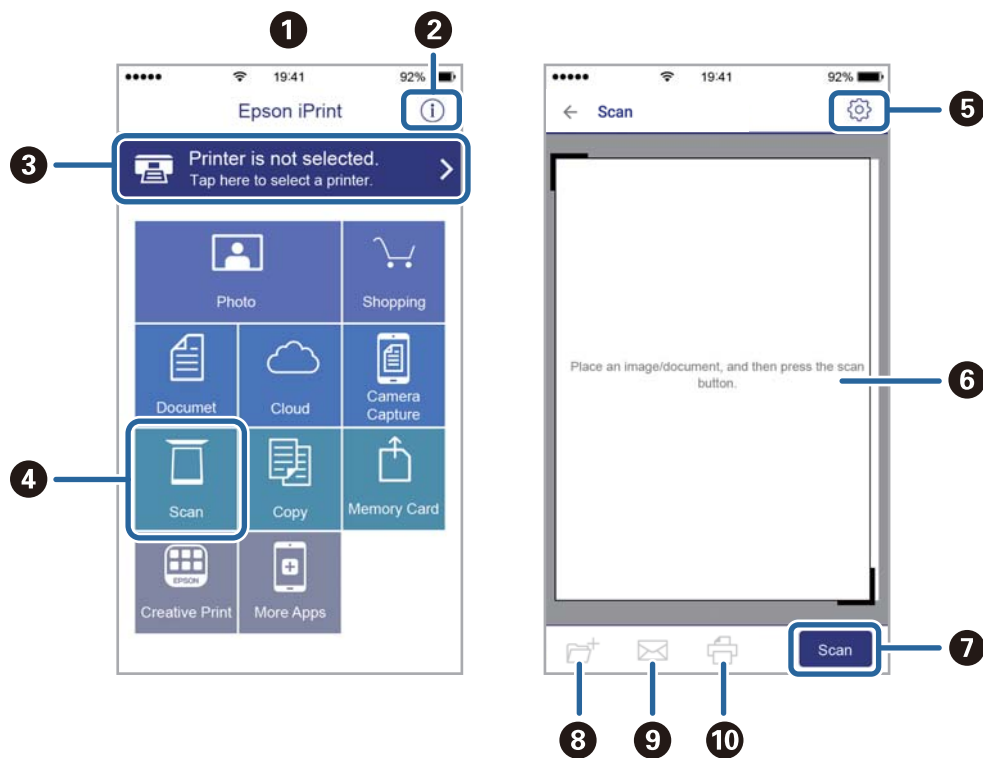 1
2
19:41
92%
Epson iPrint
i
3
Printer is not selected.
Tap here to select a printer.
Photo
Shopping
Documet
Cloud
Camera
Capture
4
Scan
Copy
Memory Card
EPSON
Creative Print
More Apps
19:41
92%
Scan
5
Place an image/document, and then press the scan
button.
6
Scan
7
8
9
10